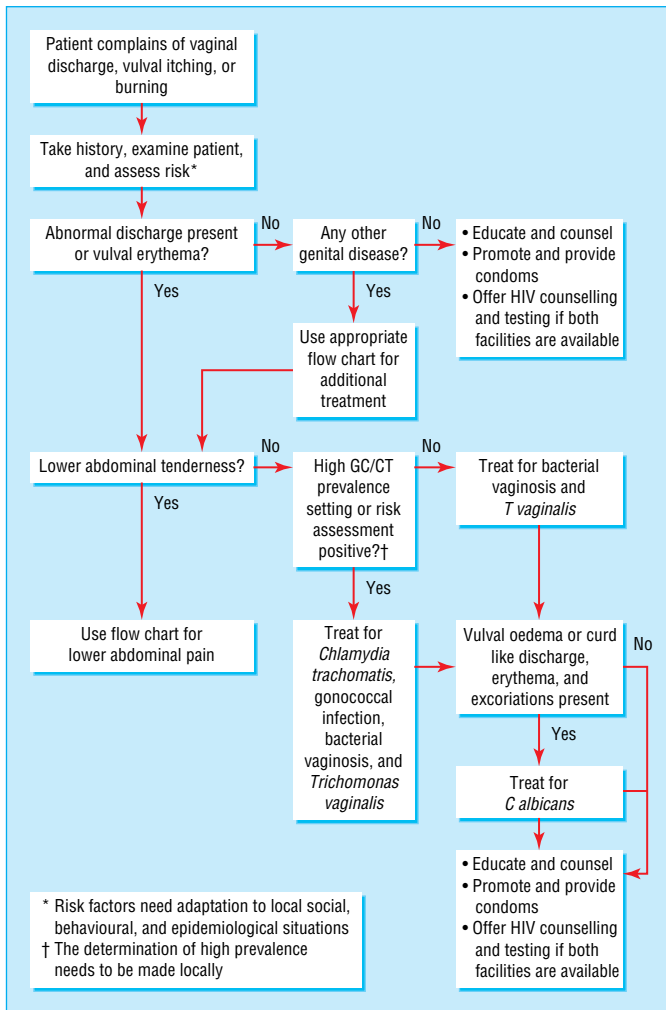 Patient complains of vaginal
discharge, vulval itching, or
burning
Take history, examine patient,
and assess risk*
Abnormal discharge present
or vulval erythema?
No
Any other
genital disease?
No
• Educate and counsel
• Promote and provide
condoms
• Offer HIV counselling
and testing if both
facilities are available
Yes
Yes
Use appropriate
flow chart for
additional
treatment
Lower abdominal tenderness?
No
High GC/CT
prevalence
setting or risk
assessment
positive?†
No
Treat for bacterial
vaginosis and
T vaginalis
Yes
Yes
Use flow chart for
lower abdominal pain
Treat for
Chlamydia
trachomatis,
gonococcal
infection,
bacterial
vaginosis, and
Trichomonas
vaginalis
Vulval oedema or curd
like discharge,
erythema, and
excoriations present
No
Yes
Treat for
C albicans
• Educate and counsel
• Promote and provide
condoms
• Offer HIV counselling
and testing if both
facilities are available
* Risk factors need adaptation to local social,
behavioural, and epidemiological situations
† The determination of high prevalence
needs to be made locally